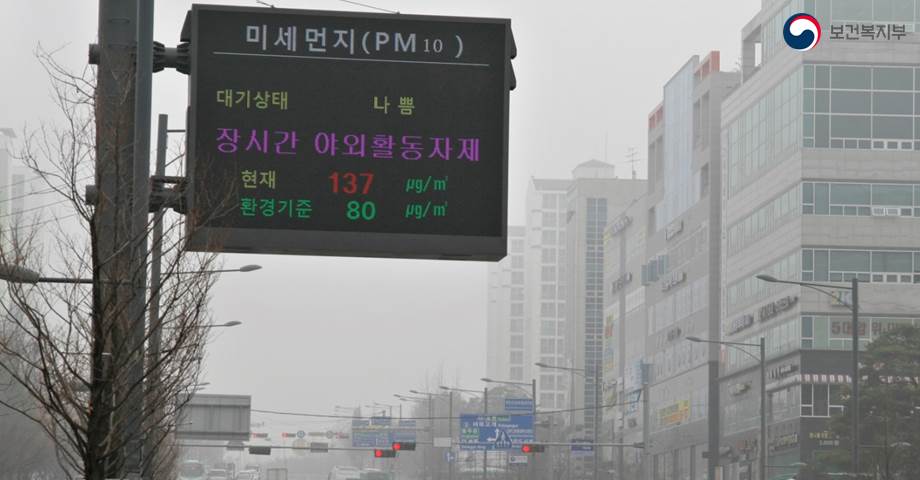 보건복지부
미세먼지(PM10 )
대기상태 나쁨
장시간 야외활동자제
현재 137 μg/㎥
환경기준 80 μg/㎥